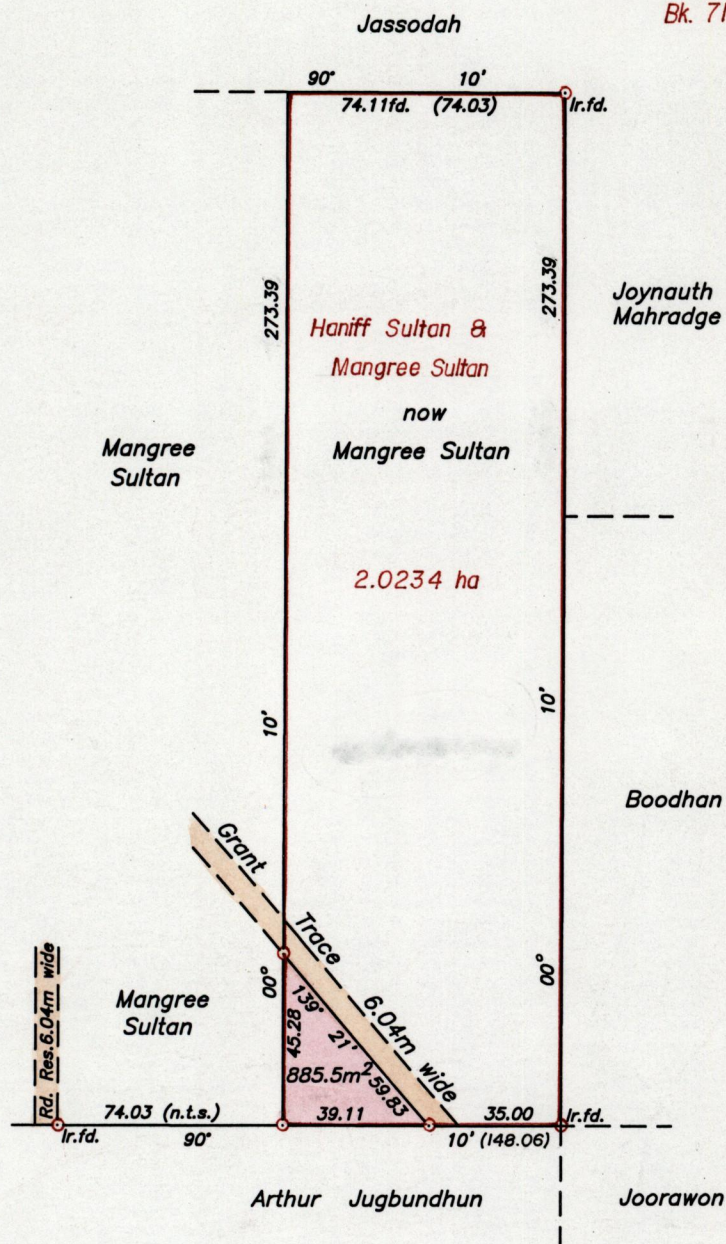 Bk. 71
Jassodah
90° 10'
74.11fd. (74.03)
Ir.fd.
273.39
273.39
Joynauth
Mahradge
Haniff Sultan &
Mangree Sultan
now
Mangree Sultan
Mangree
Sultan
2.0234 ha
10'
10'
Boodhan
Grant Trace 6.04m wide
Rd. Res. 6.04m wide
Mangree
Sultan
00°
45.28
139° 21'
59.83
00°
885.5m²
74.03 (n.t.s.)
39.11
35.00
Ir.fd.
Ir.fd.
90°
10' (148.06)
Arthur Jugbundhun
Joorawon